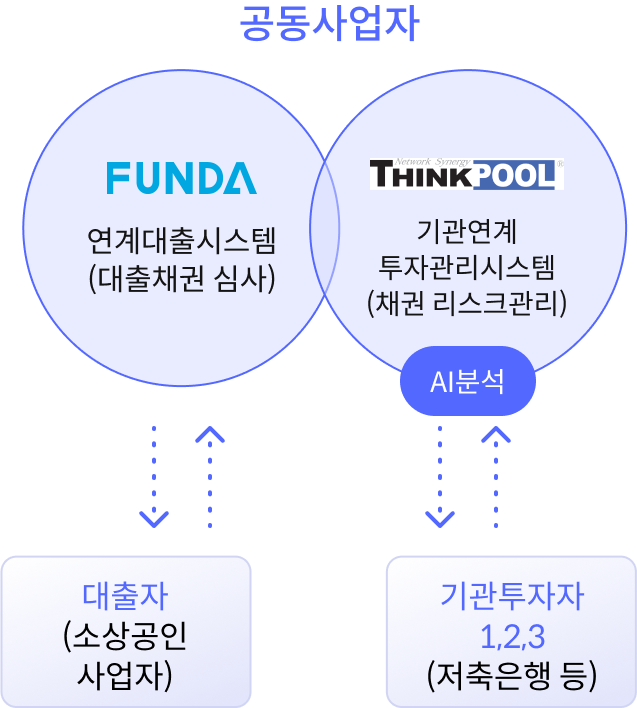 공동사업자
FUNDA
연계대출시스템
(대출채권 심사)
Network Synergy
THINKPOOL®
기관연계
투자관리시스템
(채권 리스크관리)
AI분석
대출자
(소상공인
사업자)
기관투자자
1,2,3
(저축은행 등)